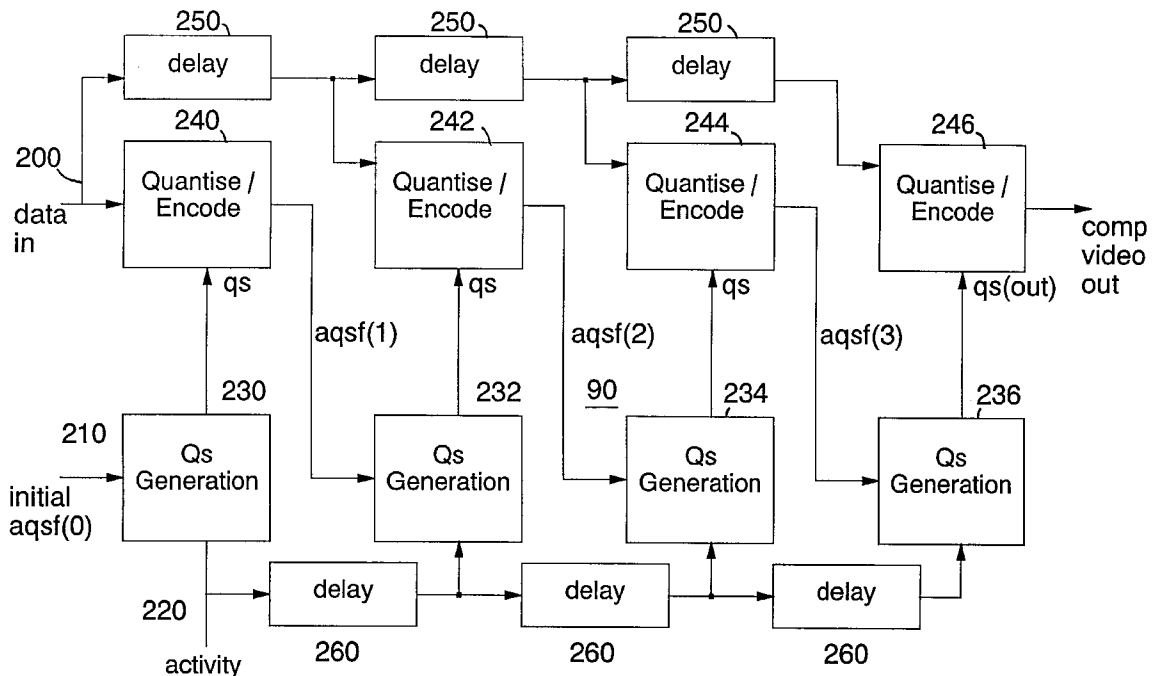 250
250
250
delay
delay
delay
240
242
244
246
200
Quantise /
Encode
Quantise /
Encode
Quantise /
Encode
Quantise /
Encode
data
in
comp
video
out
qs
qs
qs
qs(out)
aqsf(1)
aqsf(2)
aqsf(3)
230
232
90
234
236
210
Qs
Generation
Qs
Generation
Qs
Generation
Qs
Generation
initial
aqsf(0)
delay
delay
delay
220
260
260
260
activity